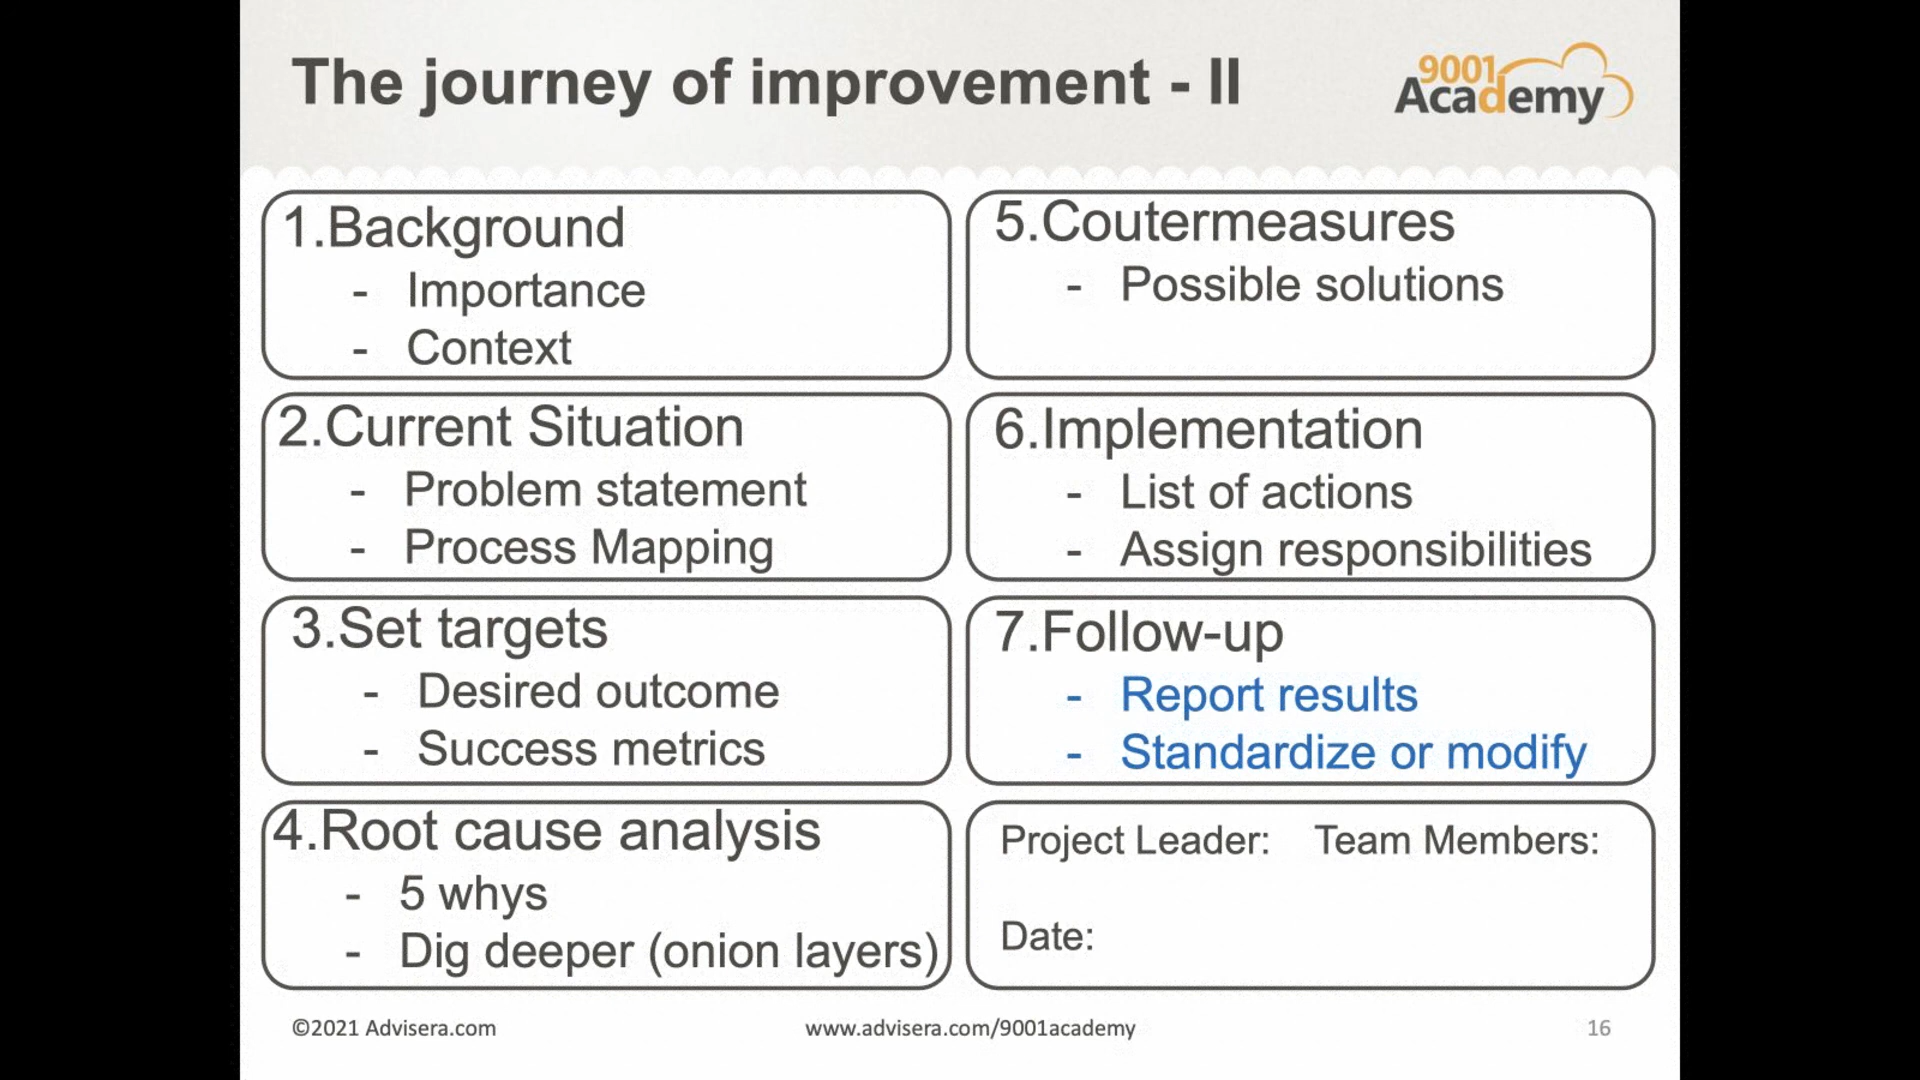 The journey of improvement - II
9001
Academy
1.Background
- Importance
- Context
2.Current Situation
- Problem statement
- Process Mapping
3.Set targets
- Desired outcome
- Success metrics
4.Root cause analysis
- 5 whys
- Dig deeper (onion layers)
5.Coutermeasures
- Possible solutions
6.Implementation
- List of actions
- Assign responsibilities
7.Follow-up
- Report results
- Standardize or modify
Project Leader: Team Members:
Date:
©2021 Advisera.com www.advisera.com/9001academy 16